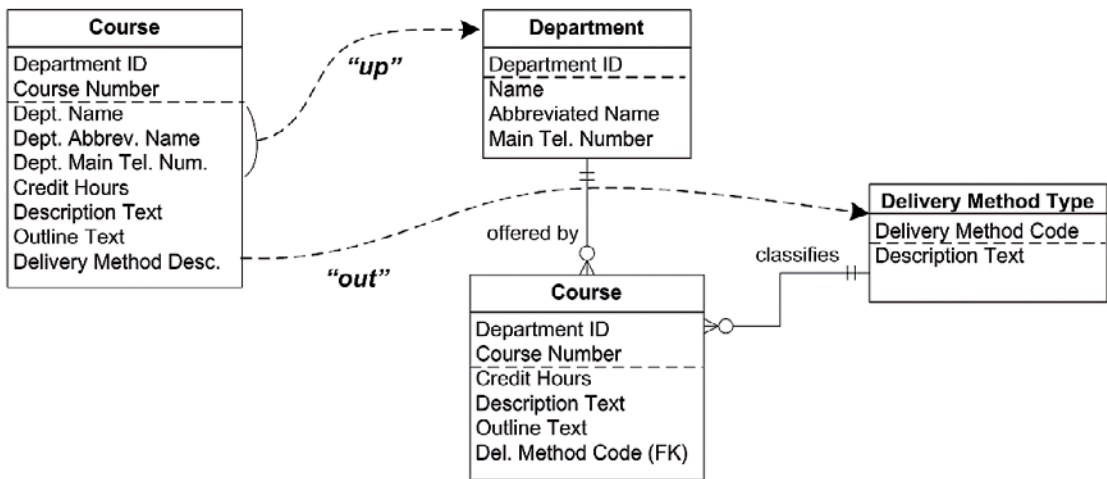 Course
Department ID
Course Number
Dept. Name
Dept. Abbrev. Name
Dept. Main Tel. Num.
Credit Hours
Description Text
Outline Text
Delivery Method Desc.
“up”
“out”
Department
Department ID
Name
Abbreviated Name
Main Tel. Number
offered by
classifies
Delivery Method Type
Delivery Method Code
Description Text
Course
Department ID
Course Number
Credit Hours
Description Text
Outline Text
Del. Method Code (FK)